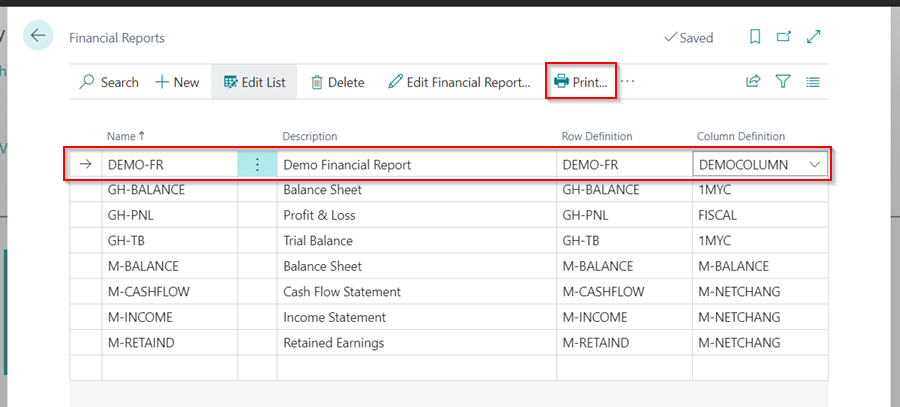 Financial Reports
Saved
Search
New
Edit List
Delete
Edit Financial Report...
Print...
...
Name ↑ Description Row Definition Column Definition
DEMO-FR Demo Financial Report DEMO-FR DEMOCOLUMN
GH-BALANCE Balance Sheet GH-BALANCE 1MYC
GH-PNL Profit & Loss GH-PNL FISCAL
GH-TB Trial Balance GH-TB 1MYC
M-BALANCE Balance Sheet M-BALANCE M-BALANCE
M-CASHFLOW Cash Flow Statement M-CASHFLOW M-NETCHANG
M-INCOME Income Statement M-INCOME M-NETCHANG
M-RETAIND Retained Earnings M-RETAIND M-NETCHANG